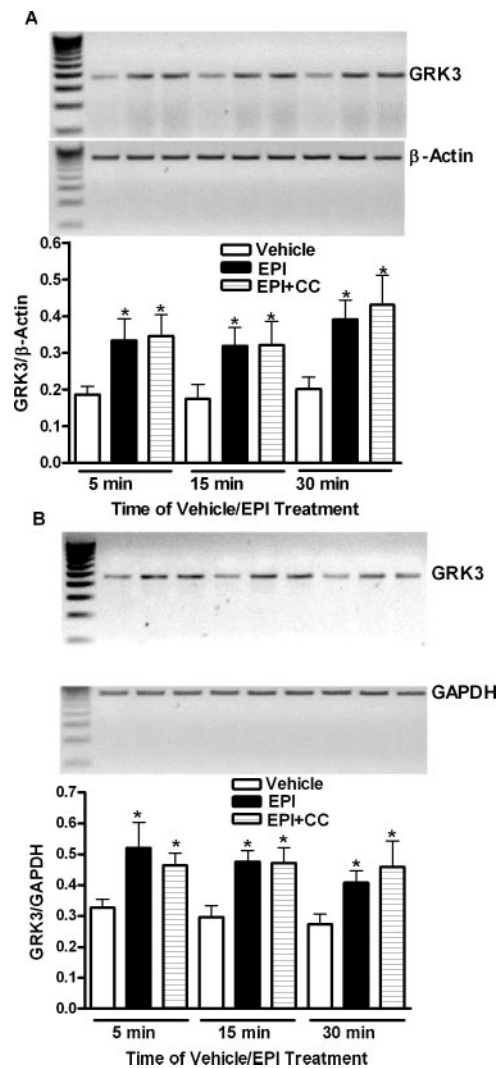 A
GRK3
β-Actin
Vehicle
EPI
EPI+CC
GRK3/β-Actin
0.6
0.5
0.4
0.3
0.2
0.1
0.0
* * * * * *
5 min 15 min 30 min
Time of Vehicle/EPI Treatment
B
GRK3
GAPDH
Vehicle
EPI
EPI+CC
GRK3/GAPDH
0.7
0.6
0.5
0.4
0.3
0.2
0.1
0.0
* * * * * *
5 min 15 min 30 min
Time of Vehicle/EPI Treatment